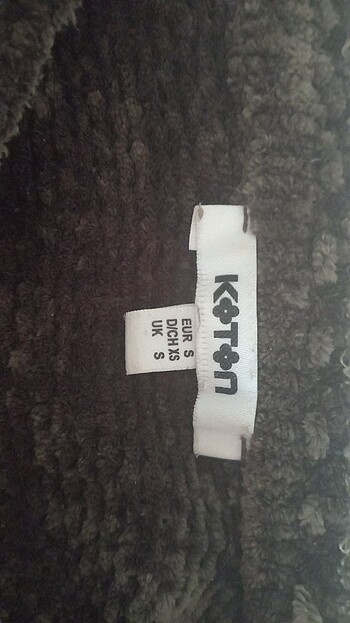 KOTON
EUR S
D/CH XS
UK S